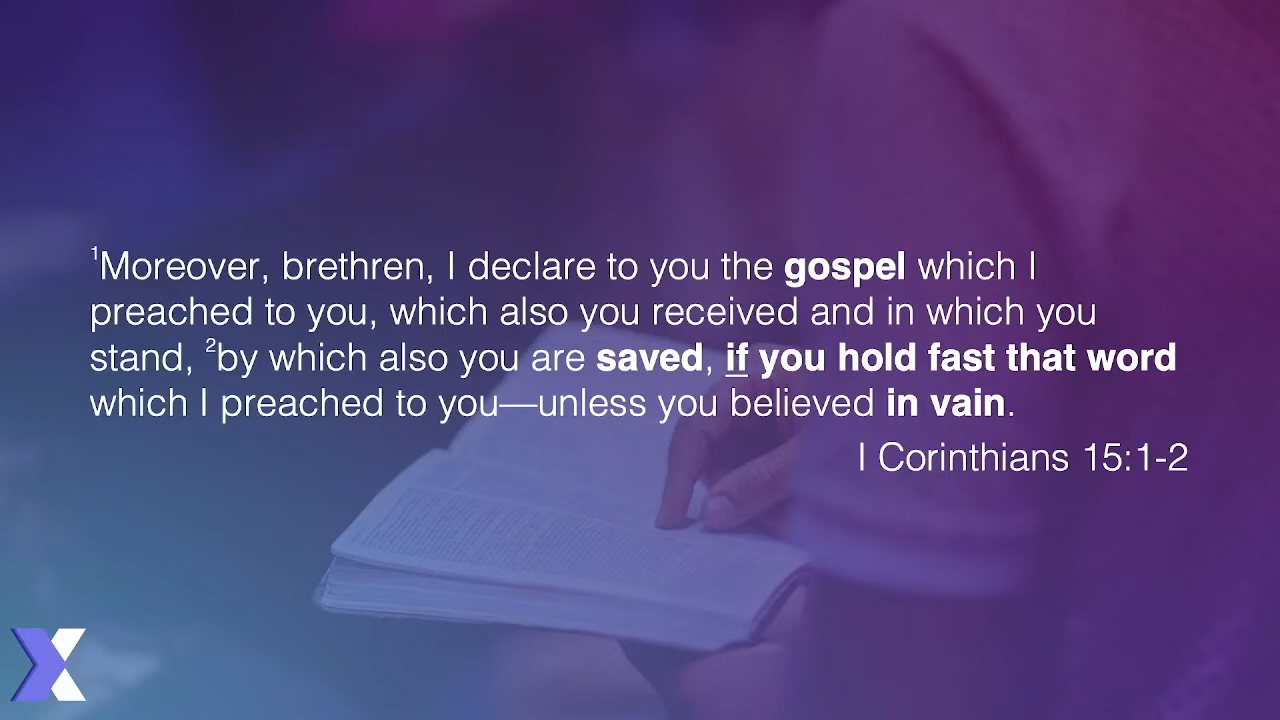 ¹Moreover, brethren, I declare to you the gospel which I
preached to you, which also you received and in which you
stand, ²by which also you are saved, if you hold fast that word
which I preached to you—unless you believed in vain.
I Corinthians 15:1-2